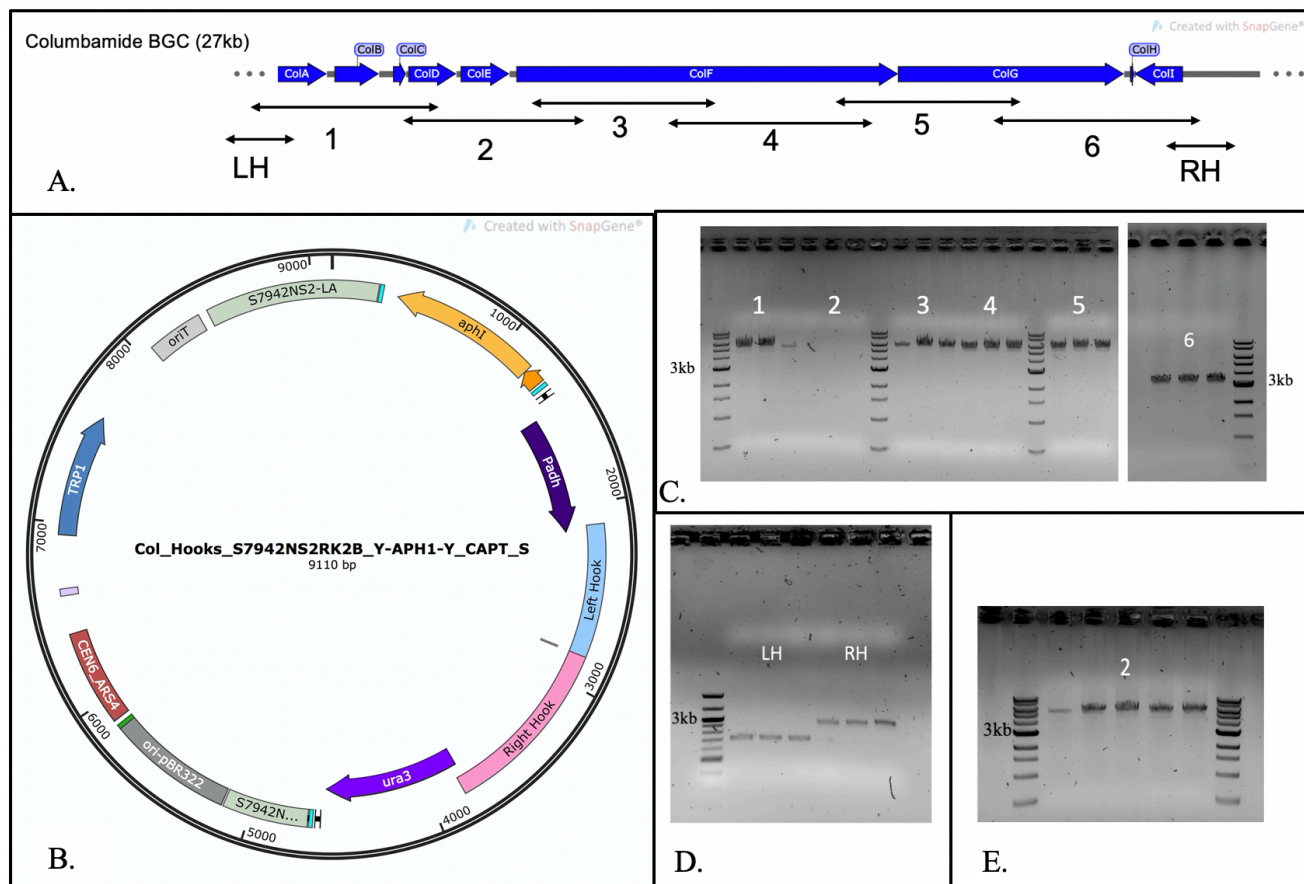 Created with SnapGene®
Columbamide BGC (27kb)
ColB ColC ColH
ColA ColD ColE ColF ColG ColI
1 2 3 4 5 6
LH RH
A.
Created with SnapGene®
9000
S7942NS2-LA
oriT
aphI
1000
8000
Padh
2000
TRP1
7000
Col_Hooks_S7942NS2RK2B_Y-APH1-Y_CAPT_S
9110 bp
Left Hook
CEN6_ARS4
3000
6000
Right Hook
ori-pBR322
ura3
S7942N...
4000
5000
B.
1 2 3 4 5
6
3kb
3kb
C.
LH RH
3kb
D.
2
3kb
E.